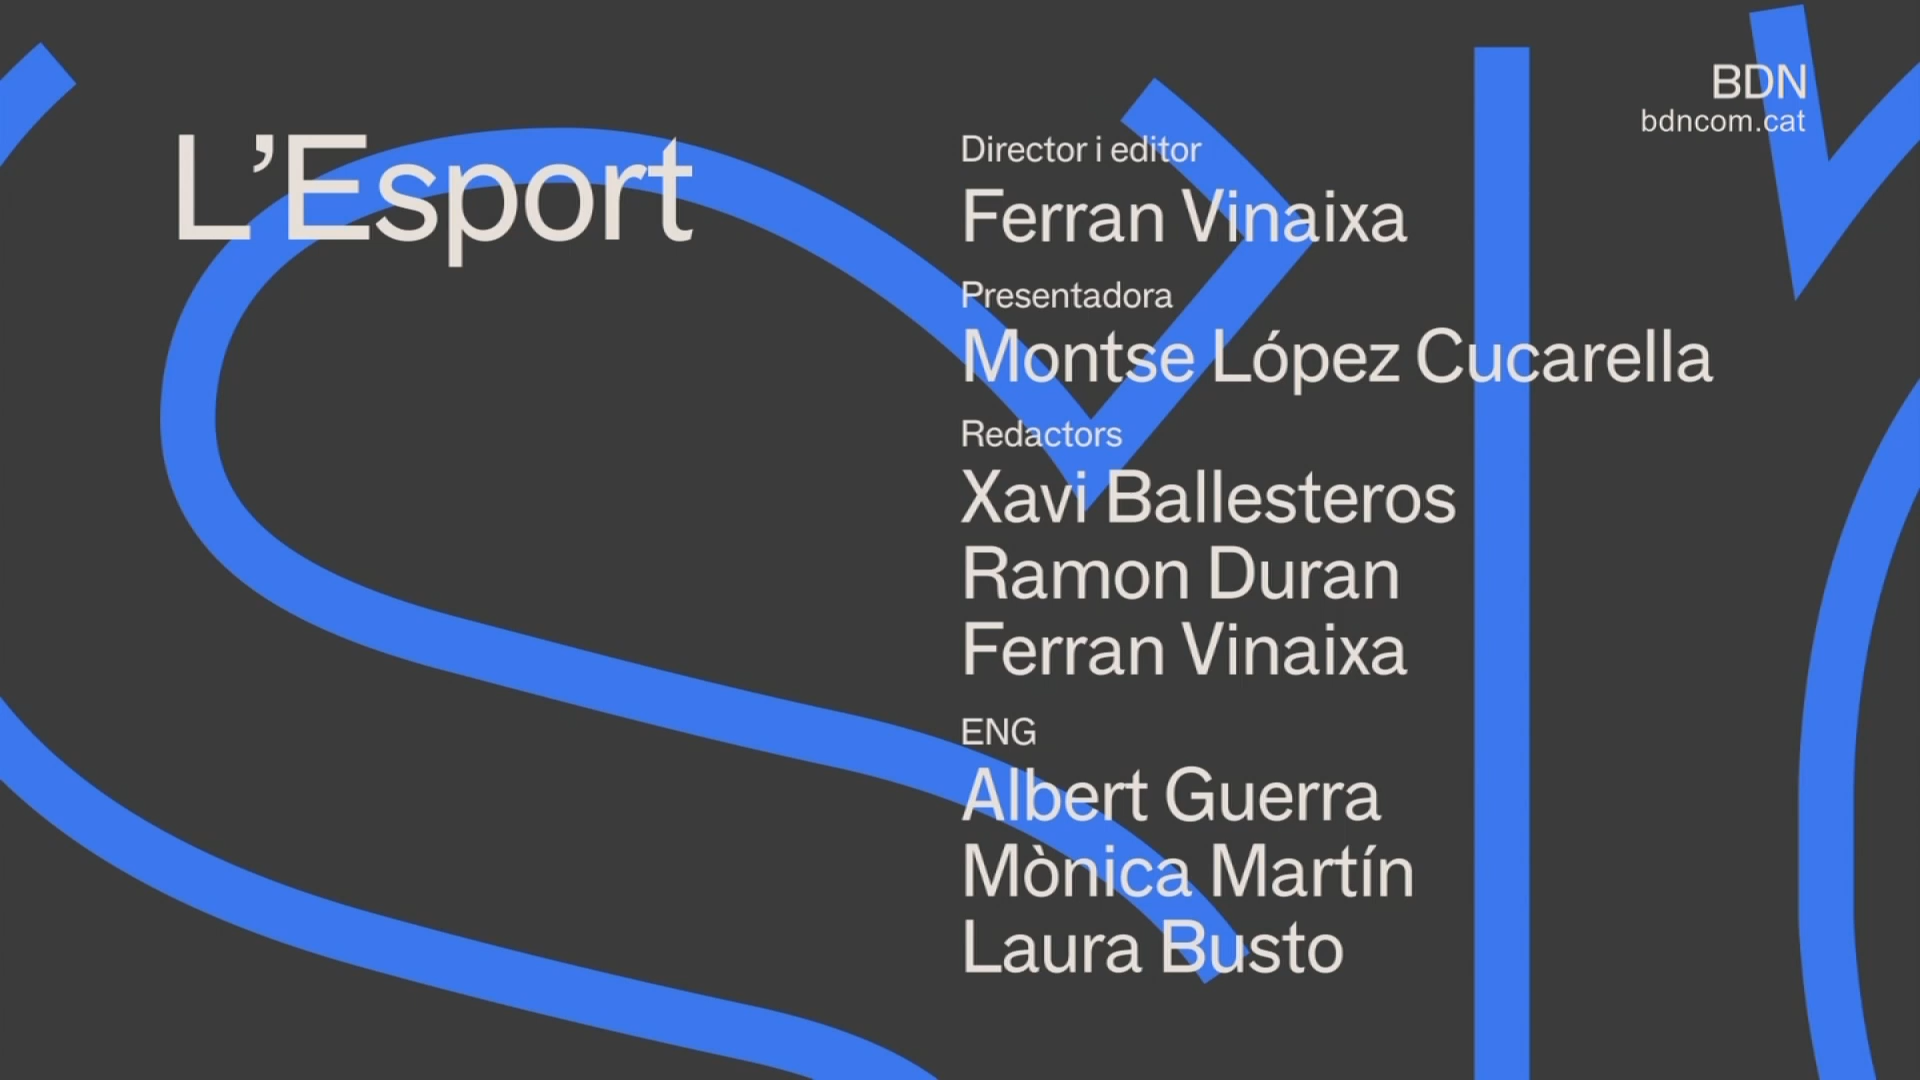 L’Esport
Director i editor
Ferran Vinaixa
Presentadora
Montse López Cucarella
Redactors
Xavi Ballesteros
Ramon Duran
Ferran Vinaixa
ENG
Albert Guerra
Mònica Martín
Laura Busto
BDN
bdncom.cat